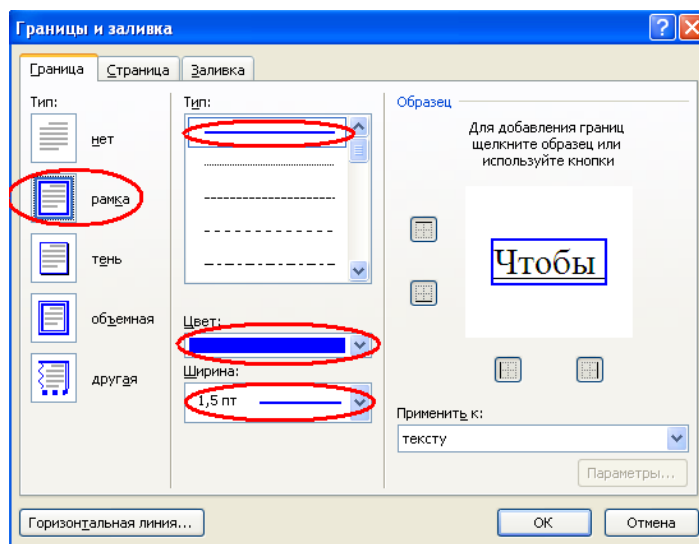 Границы и заливка
Граница
Страница
Заливка
Тип:
нет
рамка
тень
объемная
другая
Тип:
Цвет:
Ширина:
1,5 пт
Образец
Для добавления границ
щелкните образец или
используйте кнопки
Чтобы
Применить к:
тексту
Параметры...
Горизонтальная линия...
ОК
Отмена